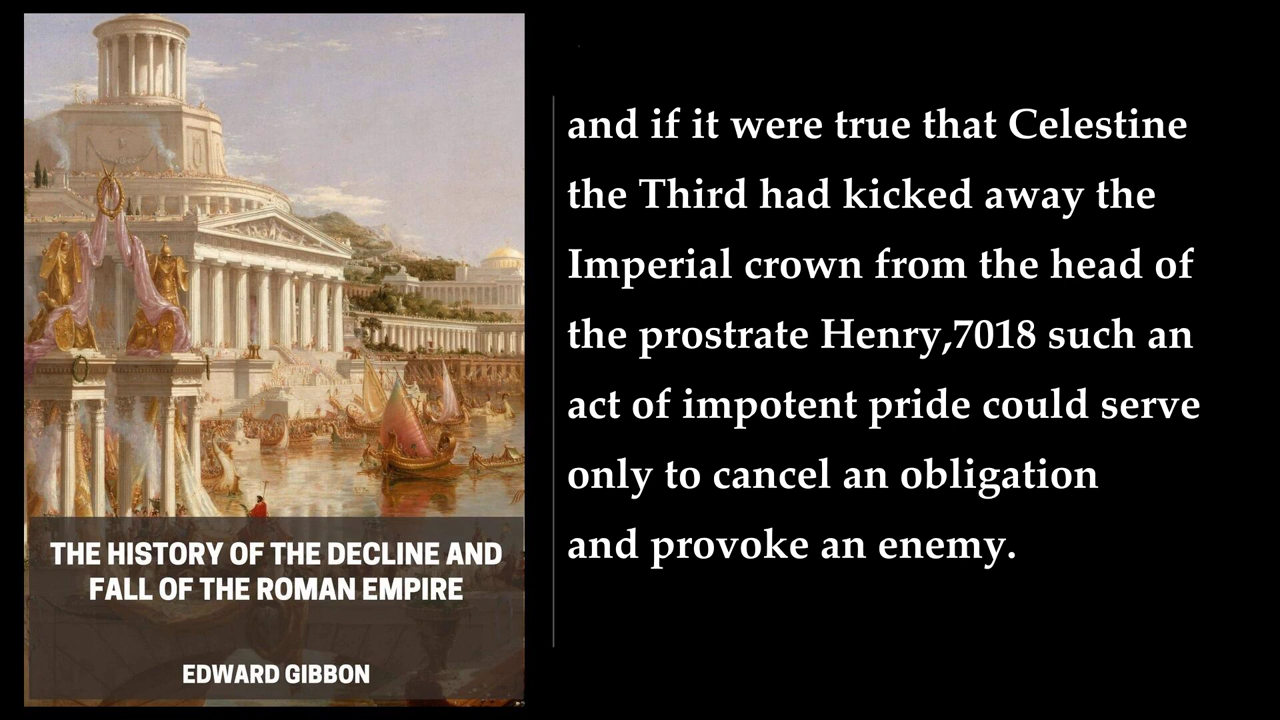 THE HISTORY OF THE DECLINE AND
FALL OF THE ROMAN EMPIRE
EDWARD GIBBON
and if it were true that Celestine
the Third had kicked away the
Imperial crown from the head of
the prostrate Henry,7018 such an
act of impotent pride could serve
only to cancel an obligation
and provoke an enemy.